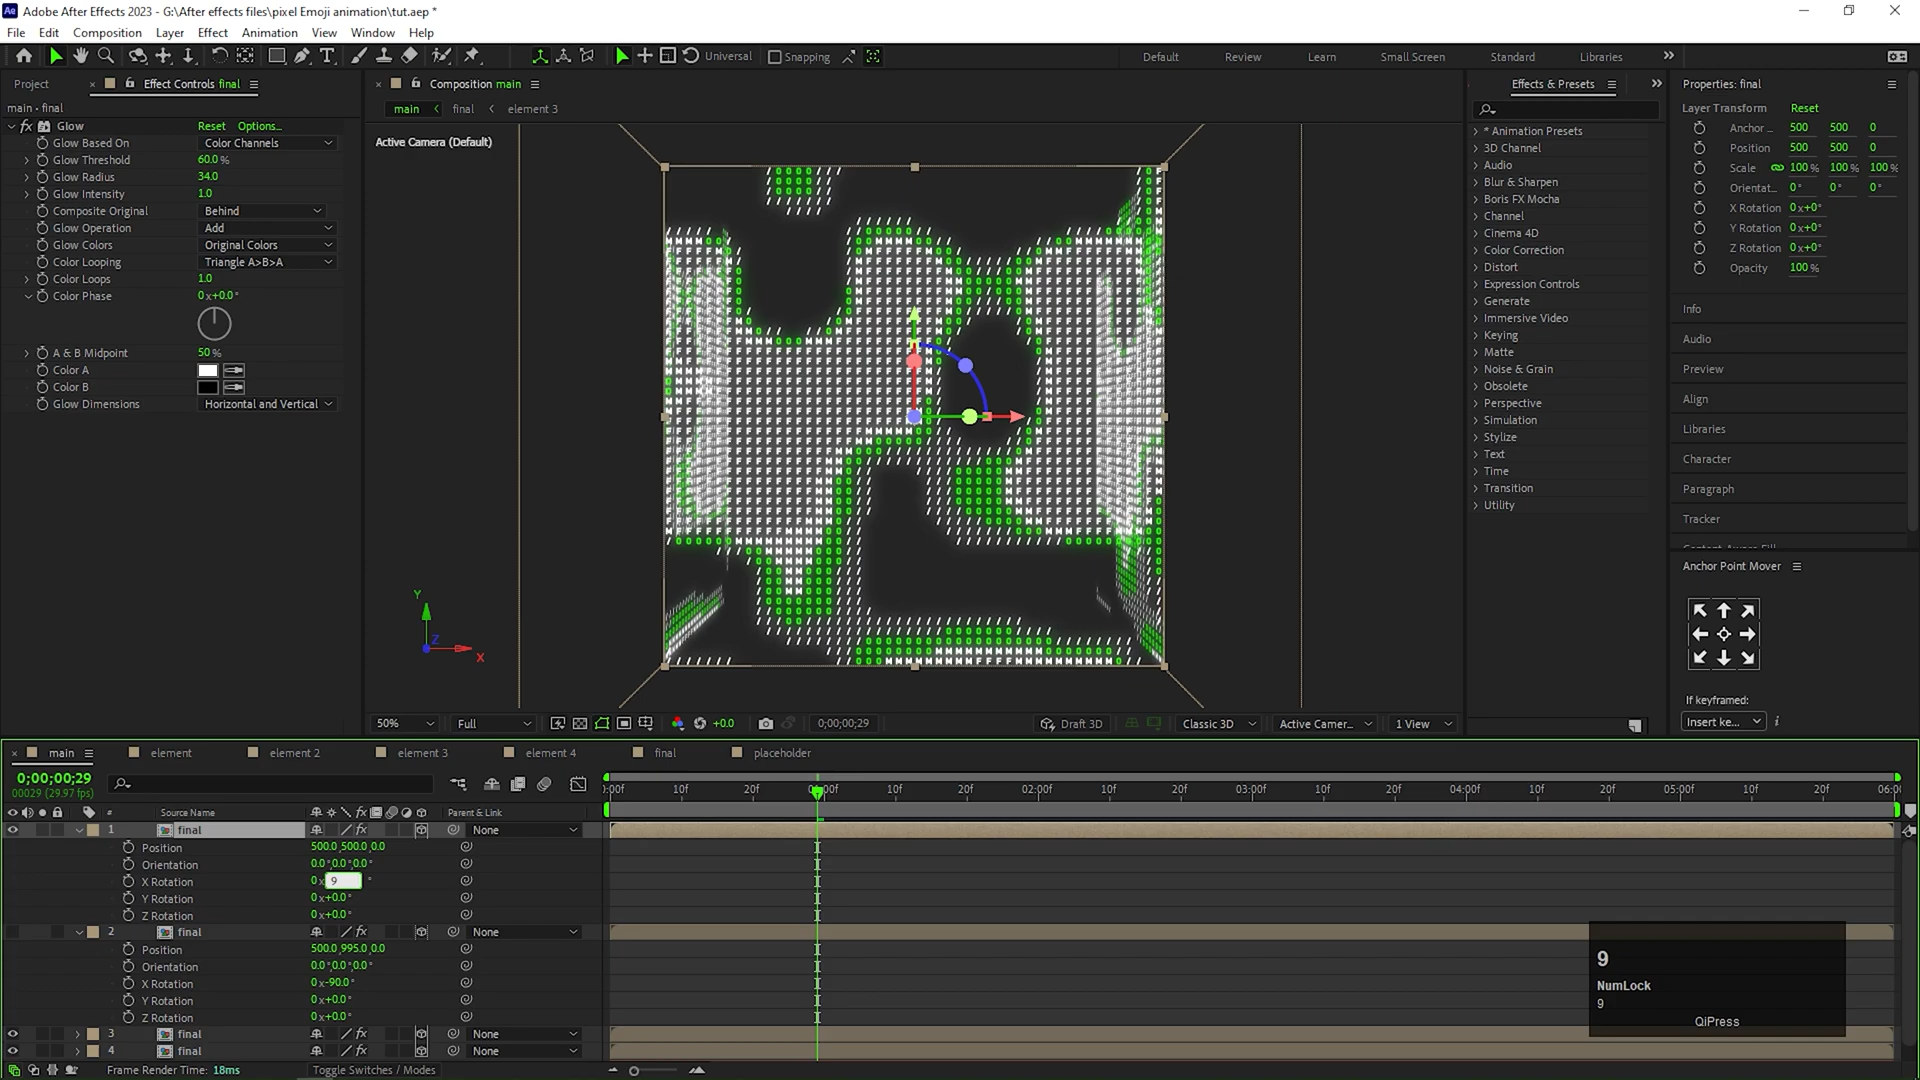 Adobe After Effects 2023 - G:\After effects files\pixel Emoji animation\tut.aep *
File Edit Composition Layer Effect Animation View Window Help
Universal Snapping Default Review Learn Small Screen Standard Libraries
Project Effect Controls final
main • final
Glow Reset Options...
Glow Based On Color Channels
Glow Threshold 60.0 %
Glow Radius 34.0
Glow Intensity 1.0
Composite Original Behind
Glow Operation Add
Glow Colors Original Colors
Color Looping Triangle A>B>A
Color Loops 1.0
Color Phase 0 x+0.0°
A & B Midpoint 50 %
Color A
Color B
Glow Dimensions Horizontal and Vertical
Composition main
main final element 3
Active Camera (Default)
Y
Z
X
50% Full +0.0 0;00;00;29 Draft 3D Classic 3D Active Camer... 1 View
Effects & Presets
* Animation Presets
3D Channel
Audio
Blur & Sharpen
Boris FX Mocha
Channel
Cinema 4D
Color Correction
Distort
Expression Controls
Generate
Immersive Video
Keying
Matte
Noise & Grain
Obsolete
Perspective
Simulation
Stylize
Text
Time
Transition
Utility
Properties: final
Layer Transform Reset
Anchor ... 500 500 0
Position 500 500 0
Scale 100 % 100 % 100 %
Orientat... 0° 0° 0°
X Rotation 0 x+0°
Y Rotation 0 x+0°
Z Rotation 0 x+0°
Opacity 100 %
Info
Audio
Preview
Align
Libraries
Character
Paragraph
Tracker
Anchor Point Mover
If keyframed:
Insert ke... i
main element element 2 element 3 element 4 final placeholder
0;00;00;29
00029 (29.97 fps)
:00f 10f 20f 01:00f 10f 20f 02:00f 10f 20f 03:00f 10f 20f 04:00f 10f 20f 05:00f 10f 20f 06:0
# Source Name Parent & Link
1 final None
Position 500.0,500.0,0.0
Orientation 0.0°,0.0°,0.0°
X Rotation 0 x 9 °
Y Rotation 0 x+0.0°
Z Rotation 0 x+0.0°
2 final None
Position 500.0,995.0,0.0
Orientation 0.0°,0.0°,0.0°
X Rotation 0 x-90.0°
Y Rotation 0 x+0.0°
Z Rotation 0 x+0.0°
3 final None
4 final None
Frame Render Time: 18ms Toggle Switches / Modes
9
NumLock
9
QiPress